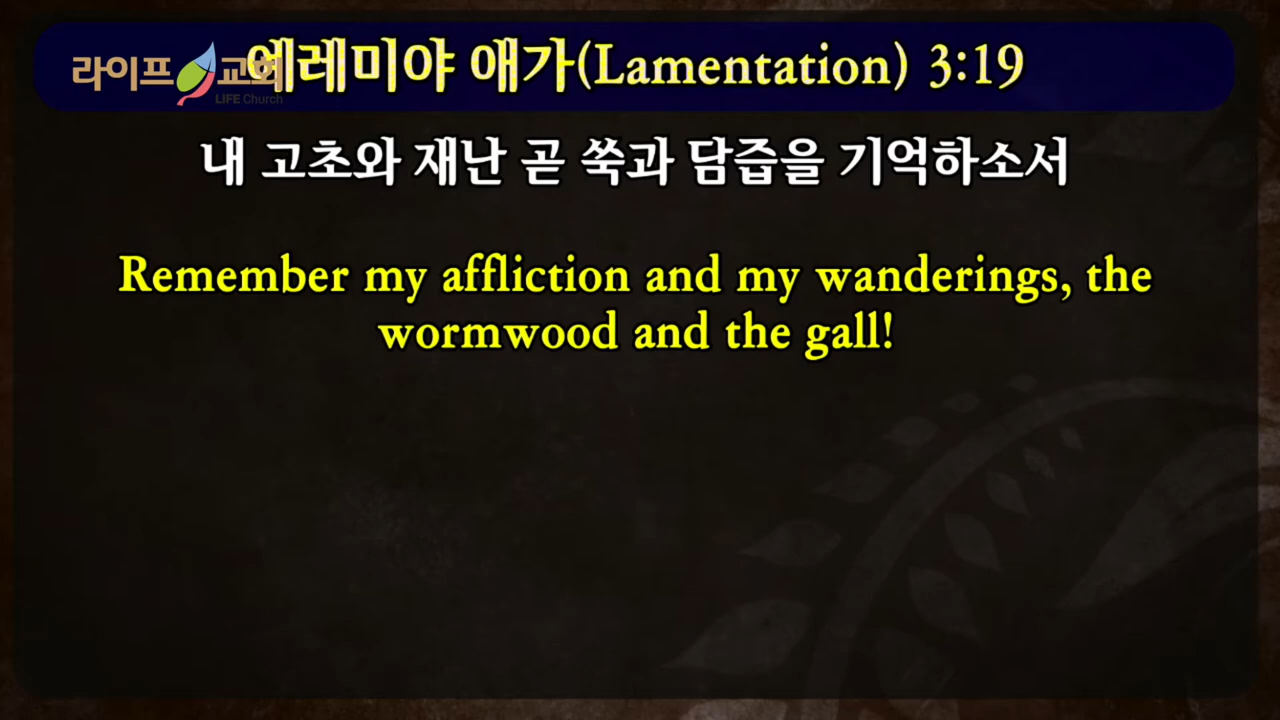 라이프 교회
LIFE Church
예레미야 애가(Lamentation) 3:19
내 고초와 재난 곧 쑥과 담즙을 기억하소서
Remember my affliction and my wanderings, the
wormwood and the gall!